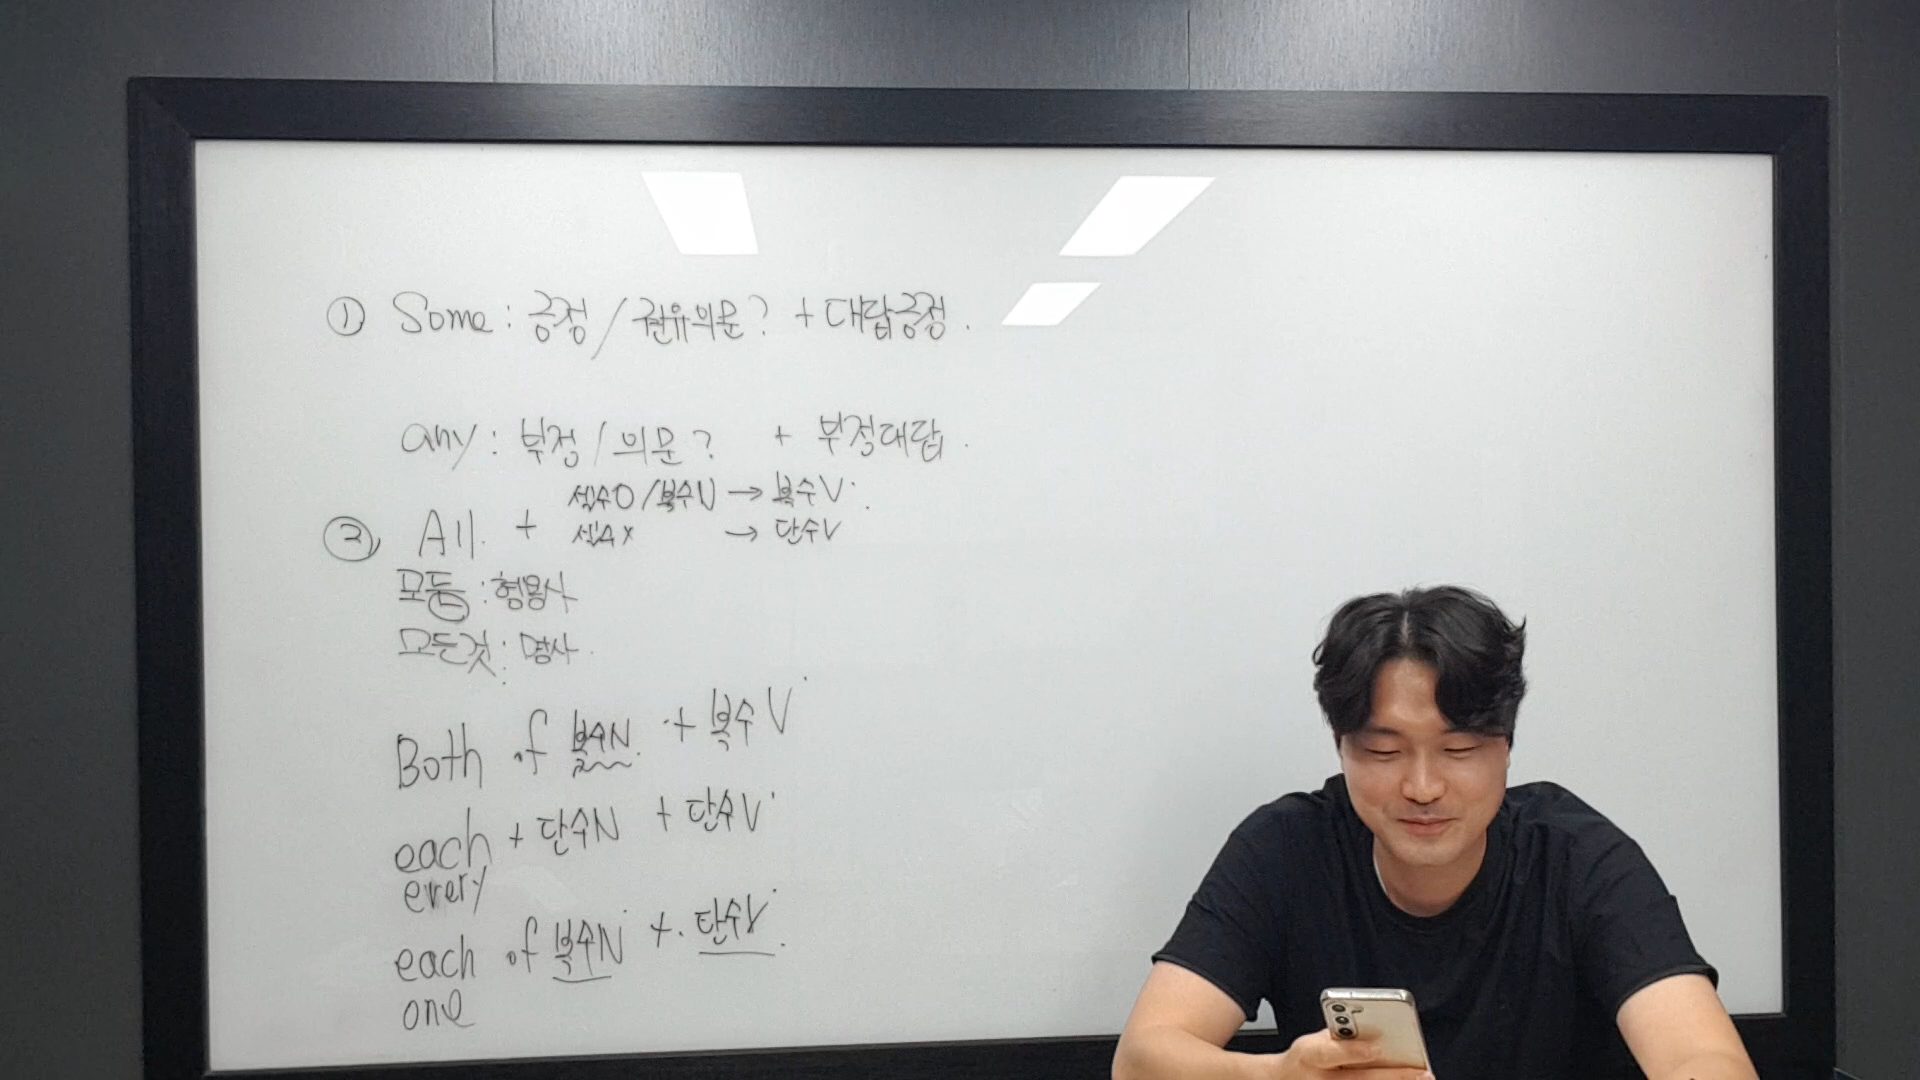 ① Some : 긍정 / 권유의문? + 대답긍정.
any : 부정 / 의문? + 부정대답.
셀수O / 복수N → 복수V.
② All. + 셀수X → 단수V
모든 : 형용사
모든것 : 명사.
Both of 복수N. + 복수V
each + 단수N + 단수V
every
each of 복수N + 단수V.
one